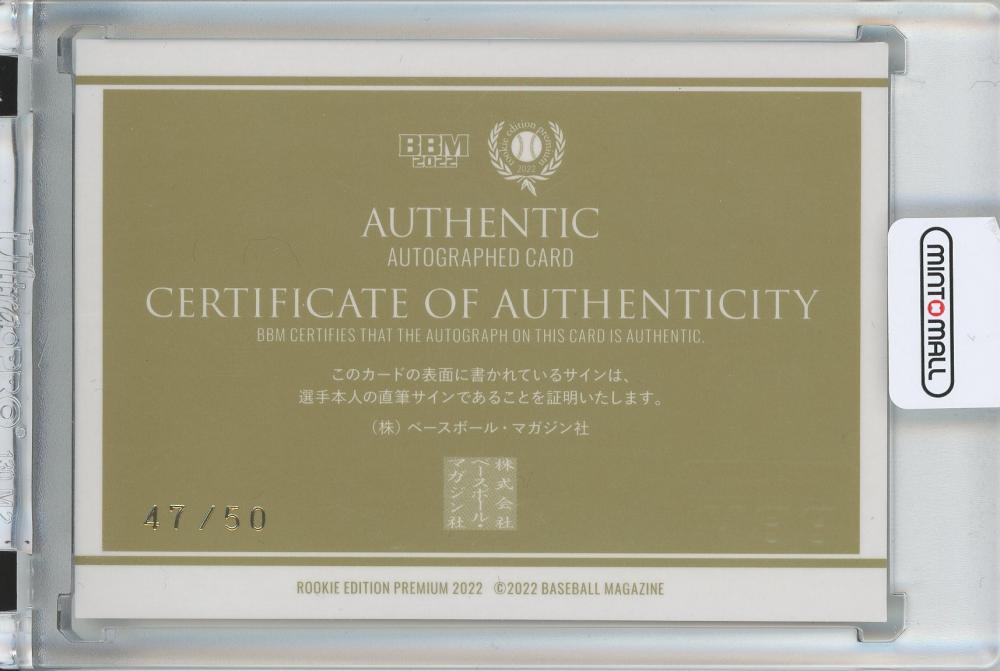 BBM
2022
rookie edition premium
2022
AUTHENTIC
AUTOGRAPHED CARD
CERTIFICATE OF AUTHENTICITY
BBM CERTIFIES THAT THE AUTOGRAPH ON THIS CARD IS AUTHENTIC.
このカードの表面に書かれているサインは、
選手本人の直筆サインであることを証明いたします。
（株）ベースボール・マガジン社
株式会社
ベースボール・
マガジン社
47/50
ROOKIE EDITION PREMIUM 2022 ©2022 BASEBALL MAGAZINE
MINTMALL